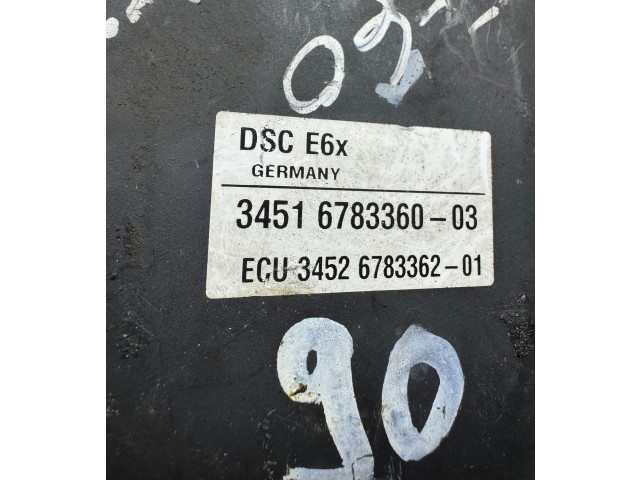 DSC E6x
GERMANY
3451 6783360-03
ECU 3452 6783362-01
90